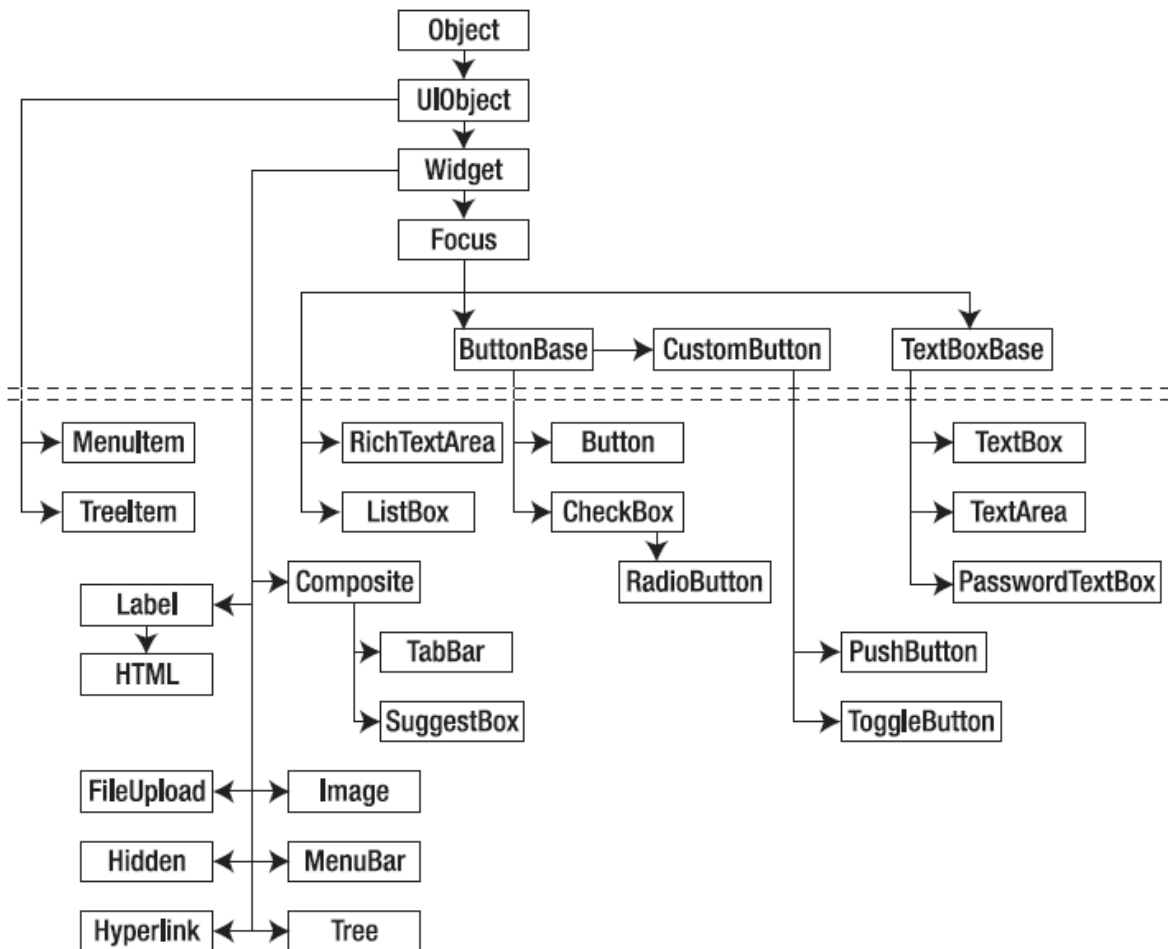 Object
UIObject
Widget
Focus
ButtonBase
CustomButton
TextBoxBase
MenuItem
RichTextArea
Button
TextBox
TreeItem
ListBox
CheckBox
TextArea
Composite
RadioButton
PasswordTextBox
Label
TabBar
PushButton
HTML
SuggestBox
ToggleButton
FileUpload
Image
Hidden
MenuBar
Hyperlink
Tree